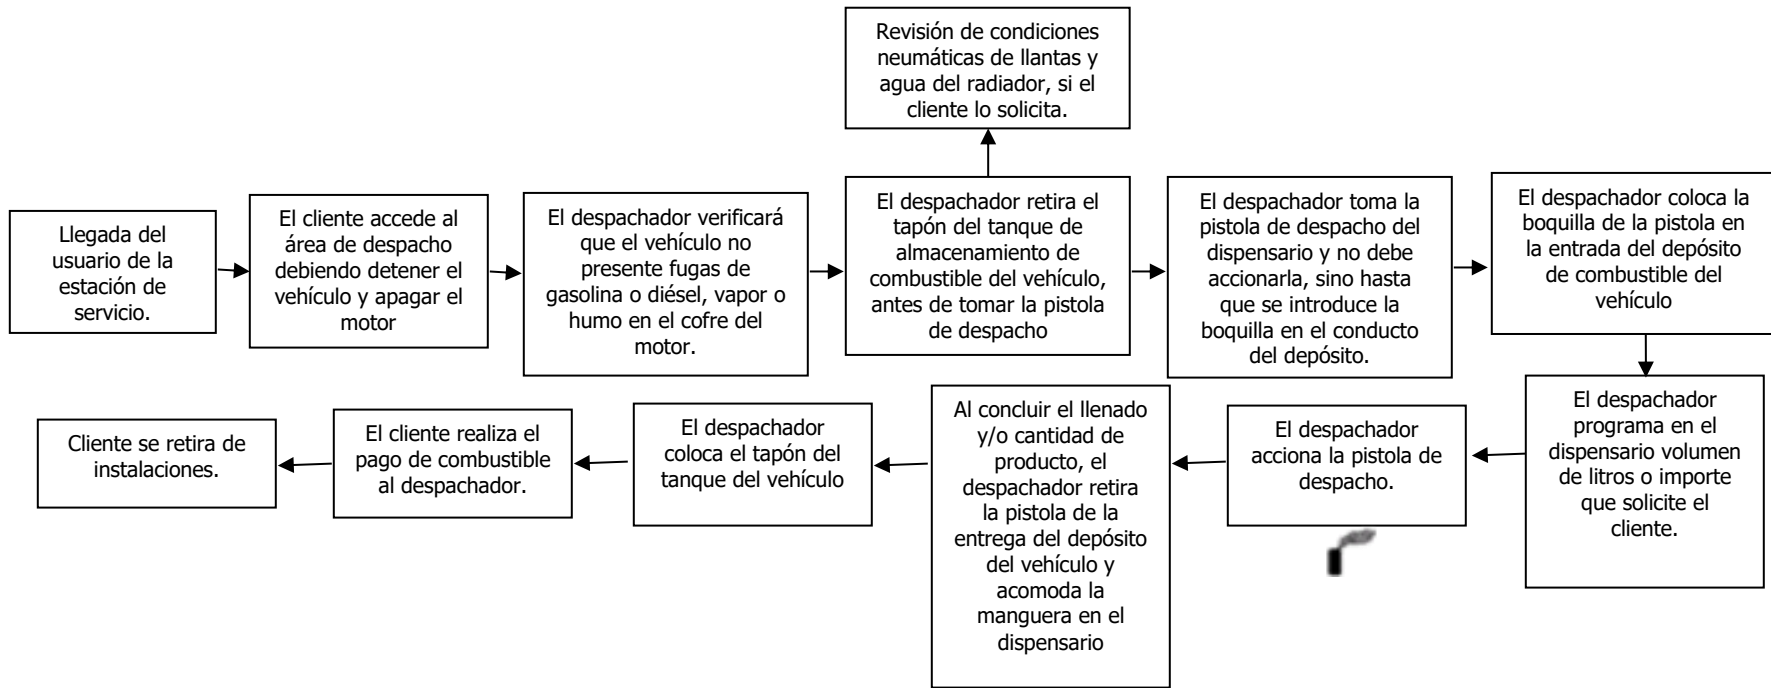 Revisión de condiciones
neumáticas de llantas y
agua del radiador, si el
cliente lo solicita.
Llegada del
usuario de la
estación de
servicio.
El cliente accede al
área de despacho
debiendo detener el
vehículo y apagar el
motor
El despachador verificará
que el vehículo no
presente fugas de
gasolina o diésel, vapor o
humo en el cofre del
motor.
El despachador retira el
tapón del tanque de
almacenamiento de
combustible del vehículo,
antes de tomar la pistola
de despacho
El despachador toma la
pistola de despacho del
dispensario y no debe
accionarla, sino hasta
que se introduce la
boquilla en el conducto
del depósito.
El despachador coloca la
boquilla de la pistola en
la entrada del depósito
de combustible del
vehículo
El despachador
programa en el
dispensario volumen
de litros o importe
que solicite el
cliente.
El despachador
acciona la pistola de
despacho.
Al concluir el llenado
y/o cantidad de
producto, el
despachador retira
la pistola de la
entrega del depósito
del vehículo y
acomoda la
manguera en el
dispensario
El despachador
coloca el tapón del
tanque del vehículo
El cliente realiza el
pago de combustible
al despachador.
Cliente se retira de
instalaciones.